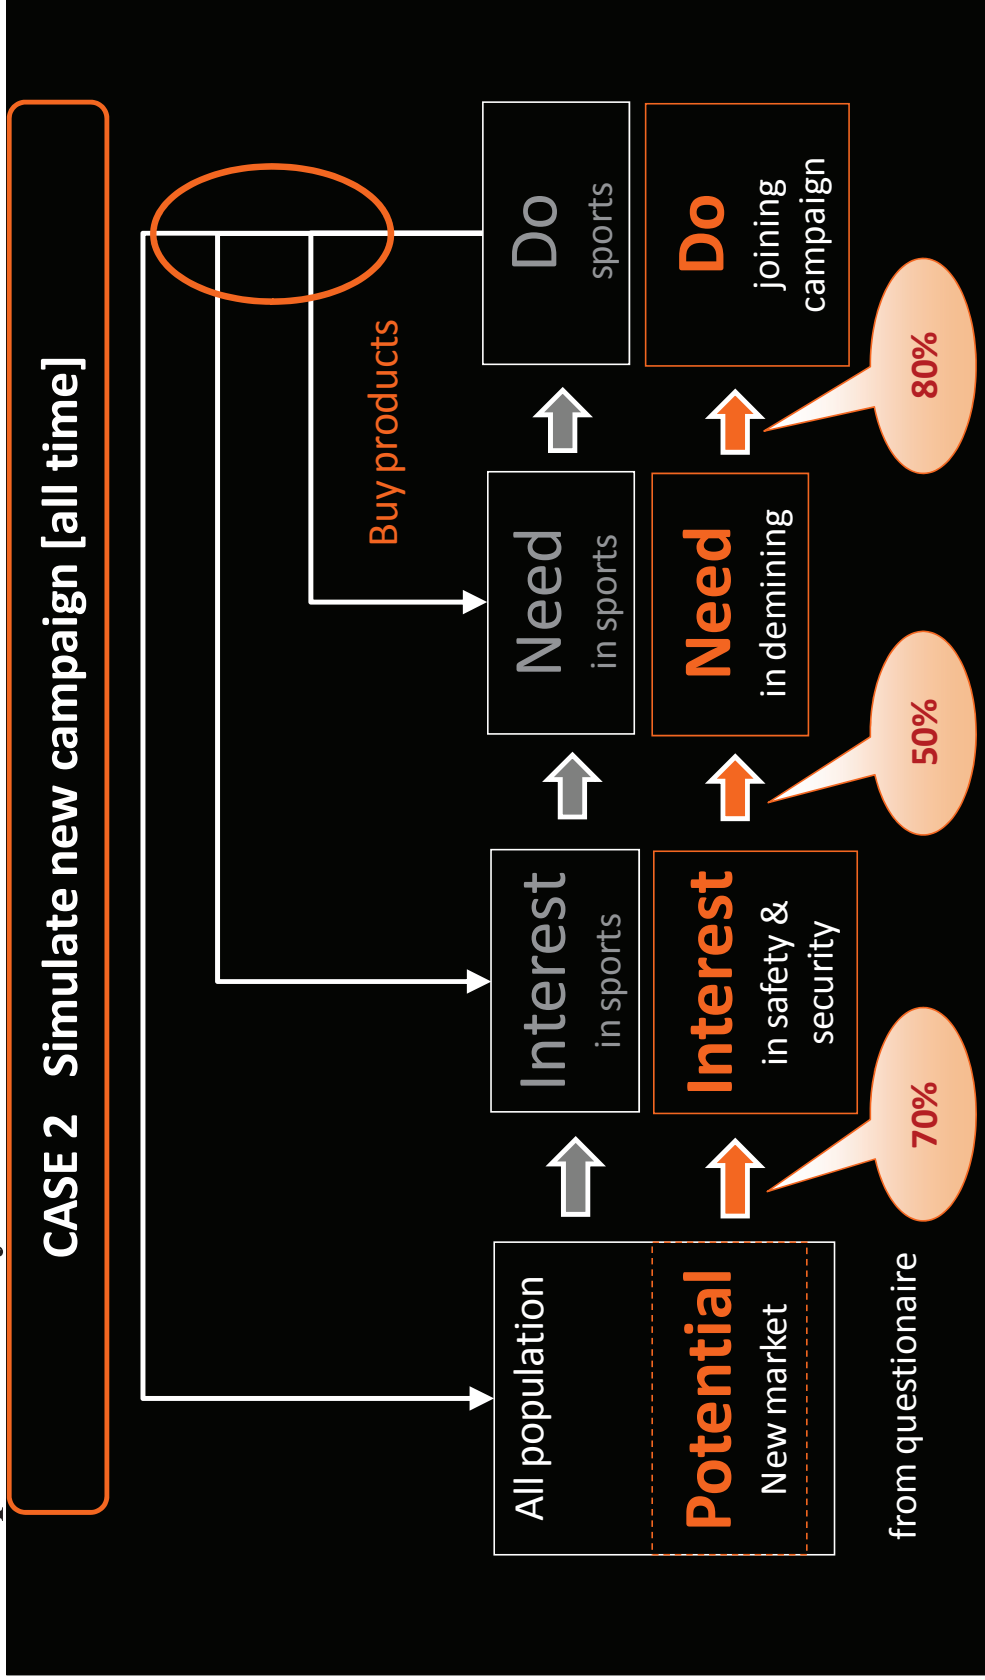 CASE 2 Simulate new campaign [all time]
Buy products
All population
Interest
in sports
Need
in sports
Do
sports
Potential
New market
Interest
in safety &
security
Need
in demining
Do
joining
campaign
from questionaire
70%
50%
80%